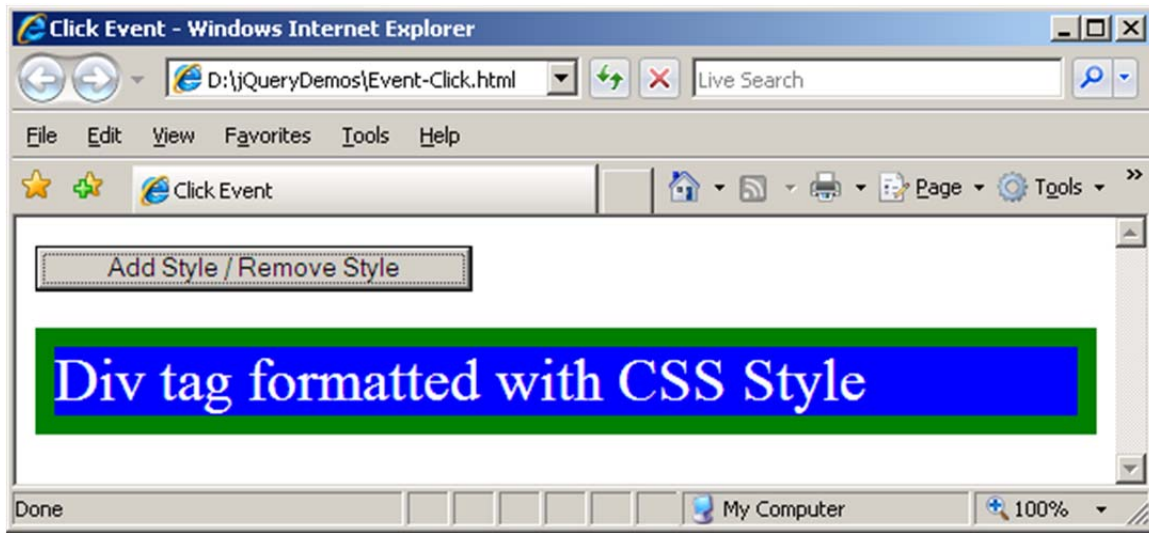 Click Event - Windows Internet Explorer
D:\jQueryDemos\Event-Click.html
Live Search
File Edit View Favorites Tools Help
Click Event
Page
Tools
»
Add Style / Remove Style
Div tag formatted with CSS Style
Done
My Computer
100%